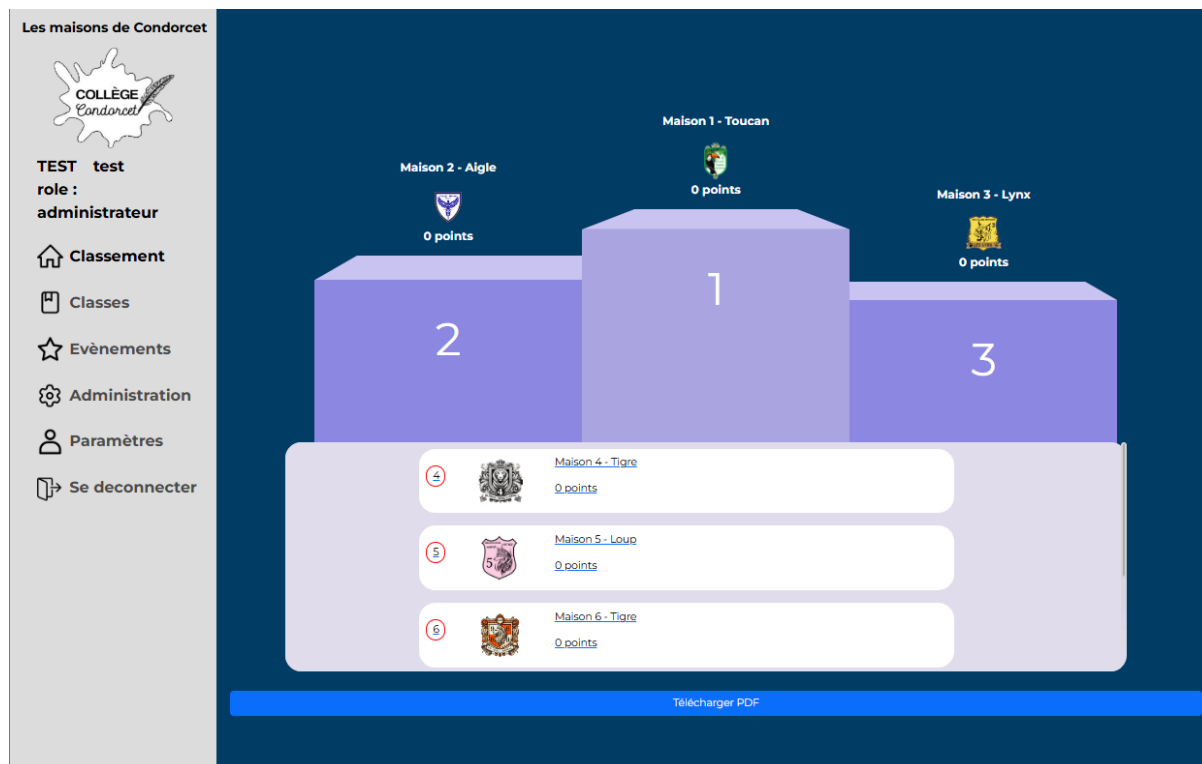 Les maisons de Condorcet
COLLÈGE
Condorcet
TEST test
role :
administrateur
Classement
Classes
Evènements
Administration
Paramètres
Se deconnecter
Maison 1 - Toucan
0 points
Maison 2 - Aigle
0 points
Maison 3 - Lynx
0 points
1
2
3
4
Maison 4 - Tigre
0 points
5
5
Maison 5 - Loup
0 points
6
Maison 6 - Tigre
0 points
Télécharger PDF